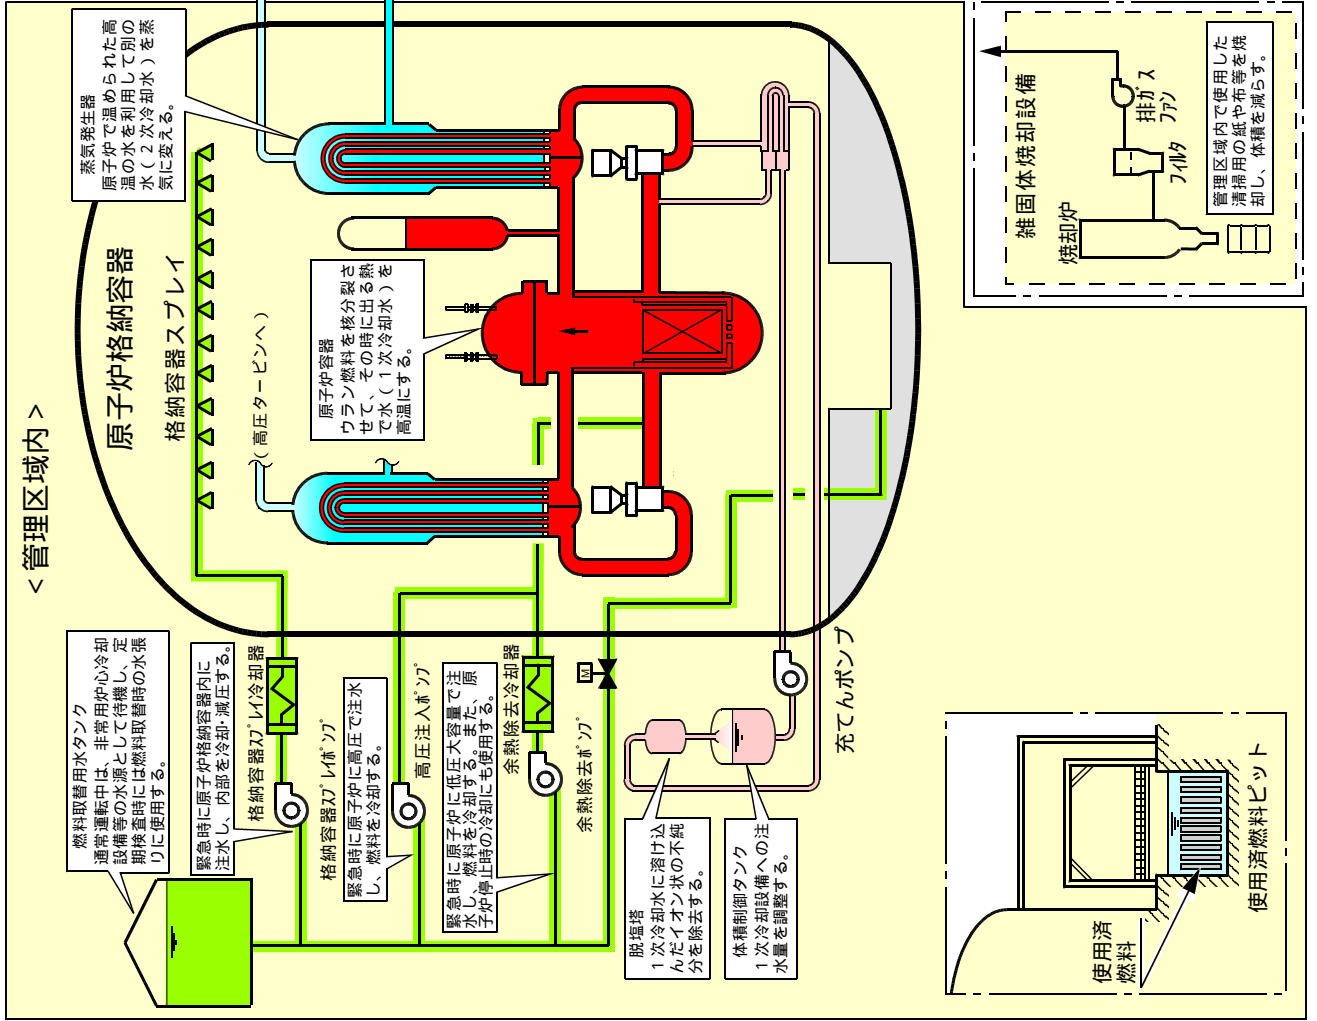 ＜管理区域内＞
原子炉格納容器
格納容器スプレイ
蒸気発生器
原子炉で温められた高
温の水を利用して別の
水（２次冷却水）を蒸
気に変える。
（高圧タービンへ）
原子炉容器
ウラン燃料を核分裂さ
せて、その時に出る熱
で水（１次冷却水）を
高温にする。
燃料取替用水タンク
通常運転中は、非常用炉心冷却
設備等の水源として待機し、定
期検査時には燃料取替時の水張
りに使用する。
緊急時に原子炉格納容器内に
注水し、内部を冷却・減圧する。
格納容器ｽﾌﾟﾚｲ冷却器
格納容器ｽﾌﾟﾚｲﾎﾟﾝﾌﾟ
緊急時に原子炉に高圧で注水
し、燃料を冷却する。
高圧注入ﾎﾟﾝﾌﾟ
緊急時に原子炉に低圧大容量で注
水し、燃料を冷却する。また、原
子炉停止時の冷却にも使用する。
余熱除去冷却器
余熱除去ﾎﾟﾝﾌﾟ
M
脱塩塔
１次冷却水に溶け込
んだイオン状の不純
分を除去する。
体積制御タンク
１次冷却設備への注
水量を調整する。
充てんポンプ
雑固体焼却設備
焼却炉
ﾌｨﾙﾀ
排ｶﾞｽ
ﾌｧﾝ
管理区域内で使用した
清掃用の紙や布等を焼
却し、体積を減らす。
使用済
燃料
使用済燃料ピット